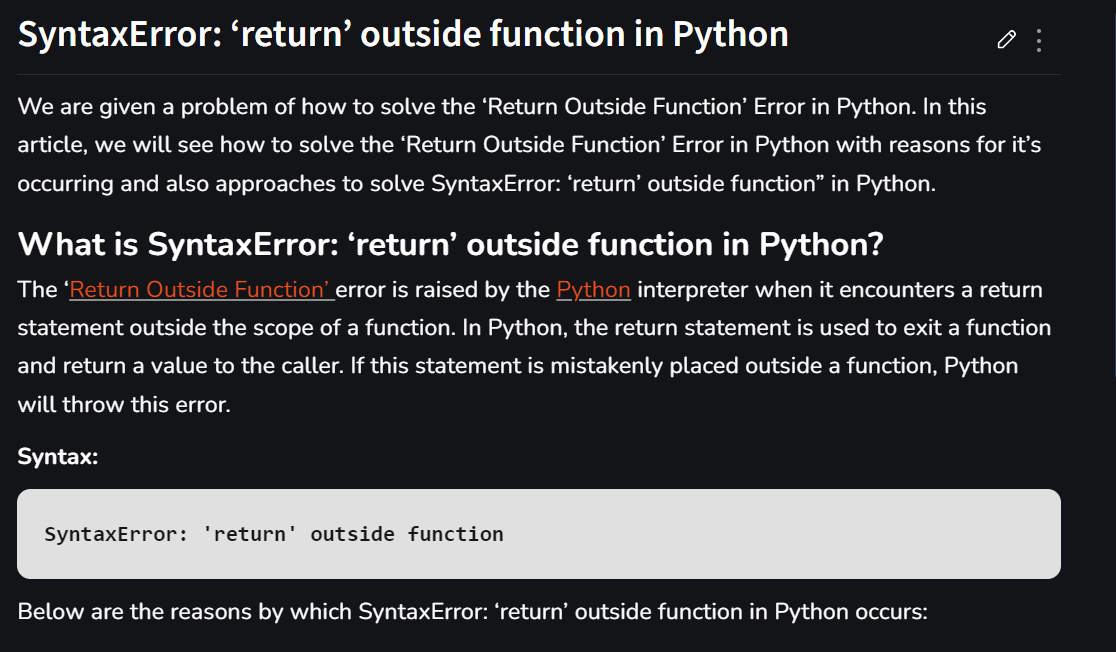 SyntaxError: ‘return’ outside function in Python
We are given a problem of how to solve the ‘Return Outside Function’ Error in Python. In this
article, we will see how to solve the ‘Return Outside Function’ Error in Python with reasons for it’s
occurring and also approaches to solve SyntaxError: ‘return’ outside function” in Python.
What is SyntaxError: ‘return’ outside function in Python?
The ‘Return Outside Function’ error is raised by the Python interpreter when it encounters a return
statement outside the scope of a function. In Python, the return statement is used to exit a function
and return a value to the caller. If this statement is mistakenly placed outside a function, Python
will throw this error.
Syntax:
SyntaxError: 'return' outside function
Below are the reasons by which SyntaxError: ‘return’ outside function in Python occurs: